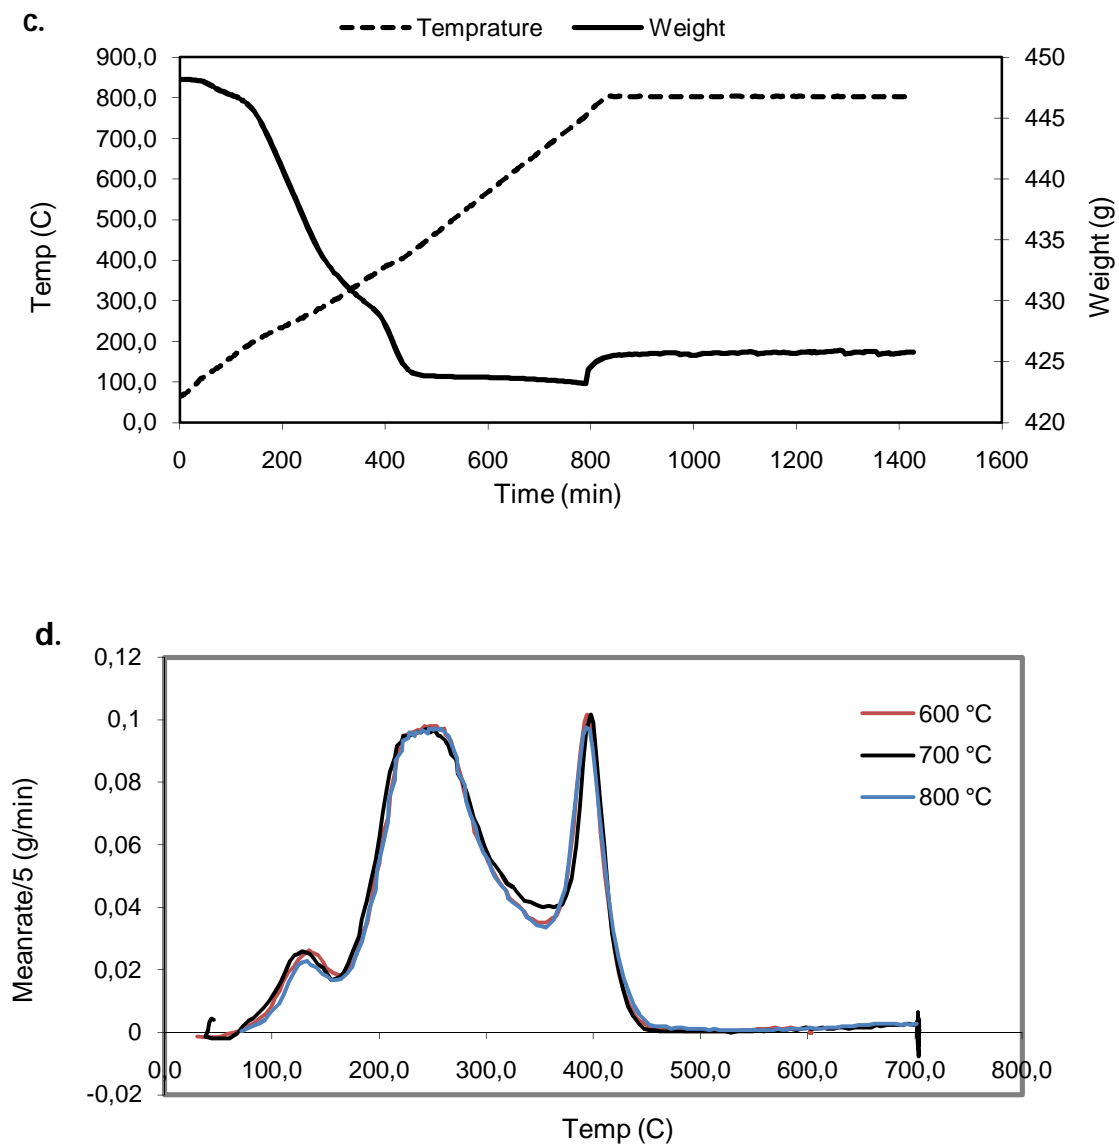 c.
Temprature Weight
900,0 450
800,0 445
700,0
600,0 440
500,0
435
400,0
300,0 430
200,0
425
100,0
0,0 420
Temp (C)
Weight (g)
0 200 400 600 800 1000 1200 1400 1600
Time (min)
d.
0,12
0,1
0,08
0,06
0,04
0,02
0
-0,02
Meanrate/5 (g/min)
600 °C
700 °C
800 °C
0,0 100,0 200,0 300,0 400,0 500,0 600,0 700,0 800,0
Temp (C)